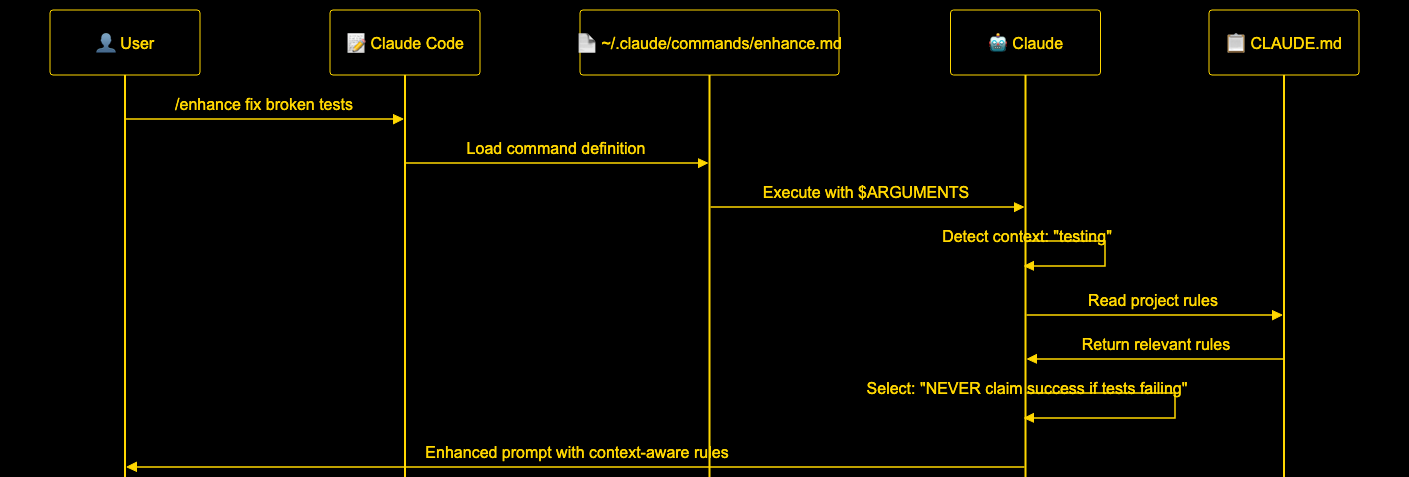 👤 User
📝 Claude Code
📄 ~/.claude/commands/enhance.md
🤖 Claude
📋 CLAUDE.md
/enhance fix broken tests
Load command definition
Execute with $ARGUMENTS
Detect context: "testing"
Read project rules
Return relevant rules
Select: "NEVER claim success if tests failing"
Enhanced prompt with context-aware rules